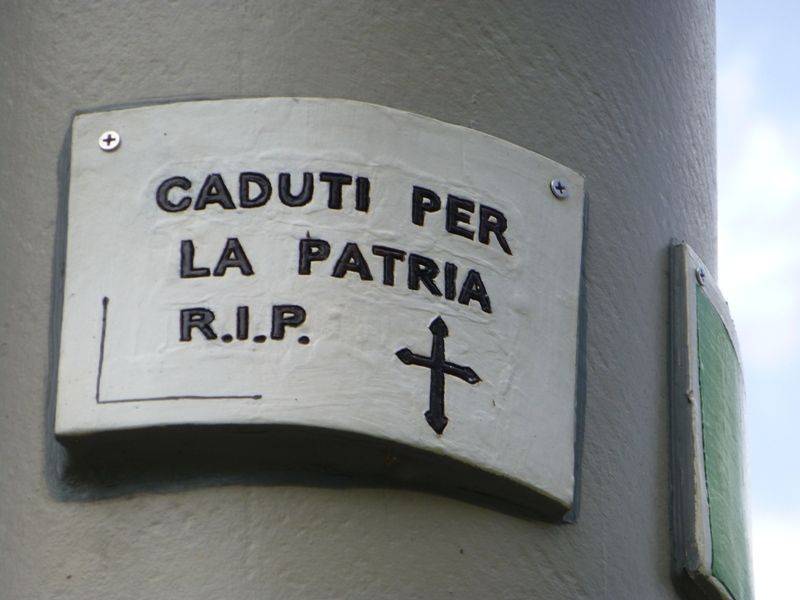 CADUTI PER
LA PATRIA
R.I.P.